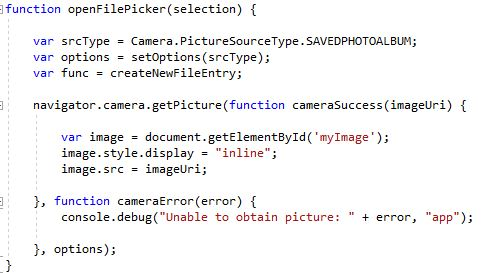 function openFilePicker(selection) {
var srcType = Camera.PictureSourceType.SAVEDPHOTOALBUM;
var options = setOptions(srcType);
var func = createNewFileEntry;
navigator.camera.getPicture(function cameraSuccess(imageUri) {
var image = document.getElementById('myImage');
image.style.display = "inline";
image.src = imageUri;
}, function cameraError(error) {
console.debug("Unable to obtain picture: " + error, "app");
}, options);
}